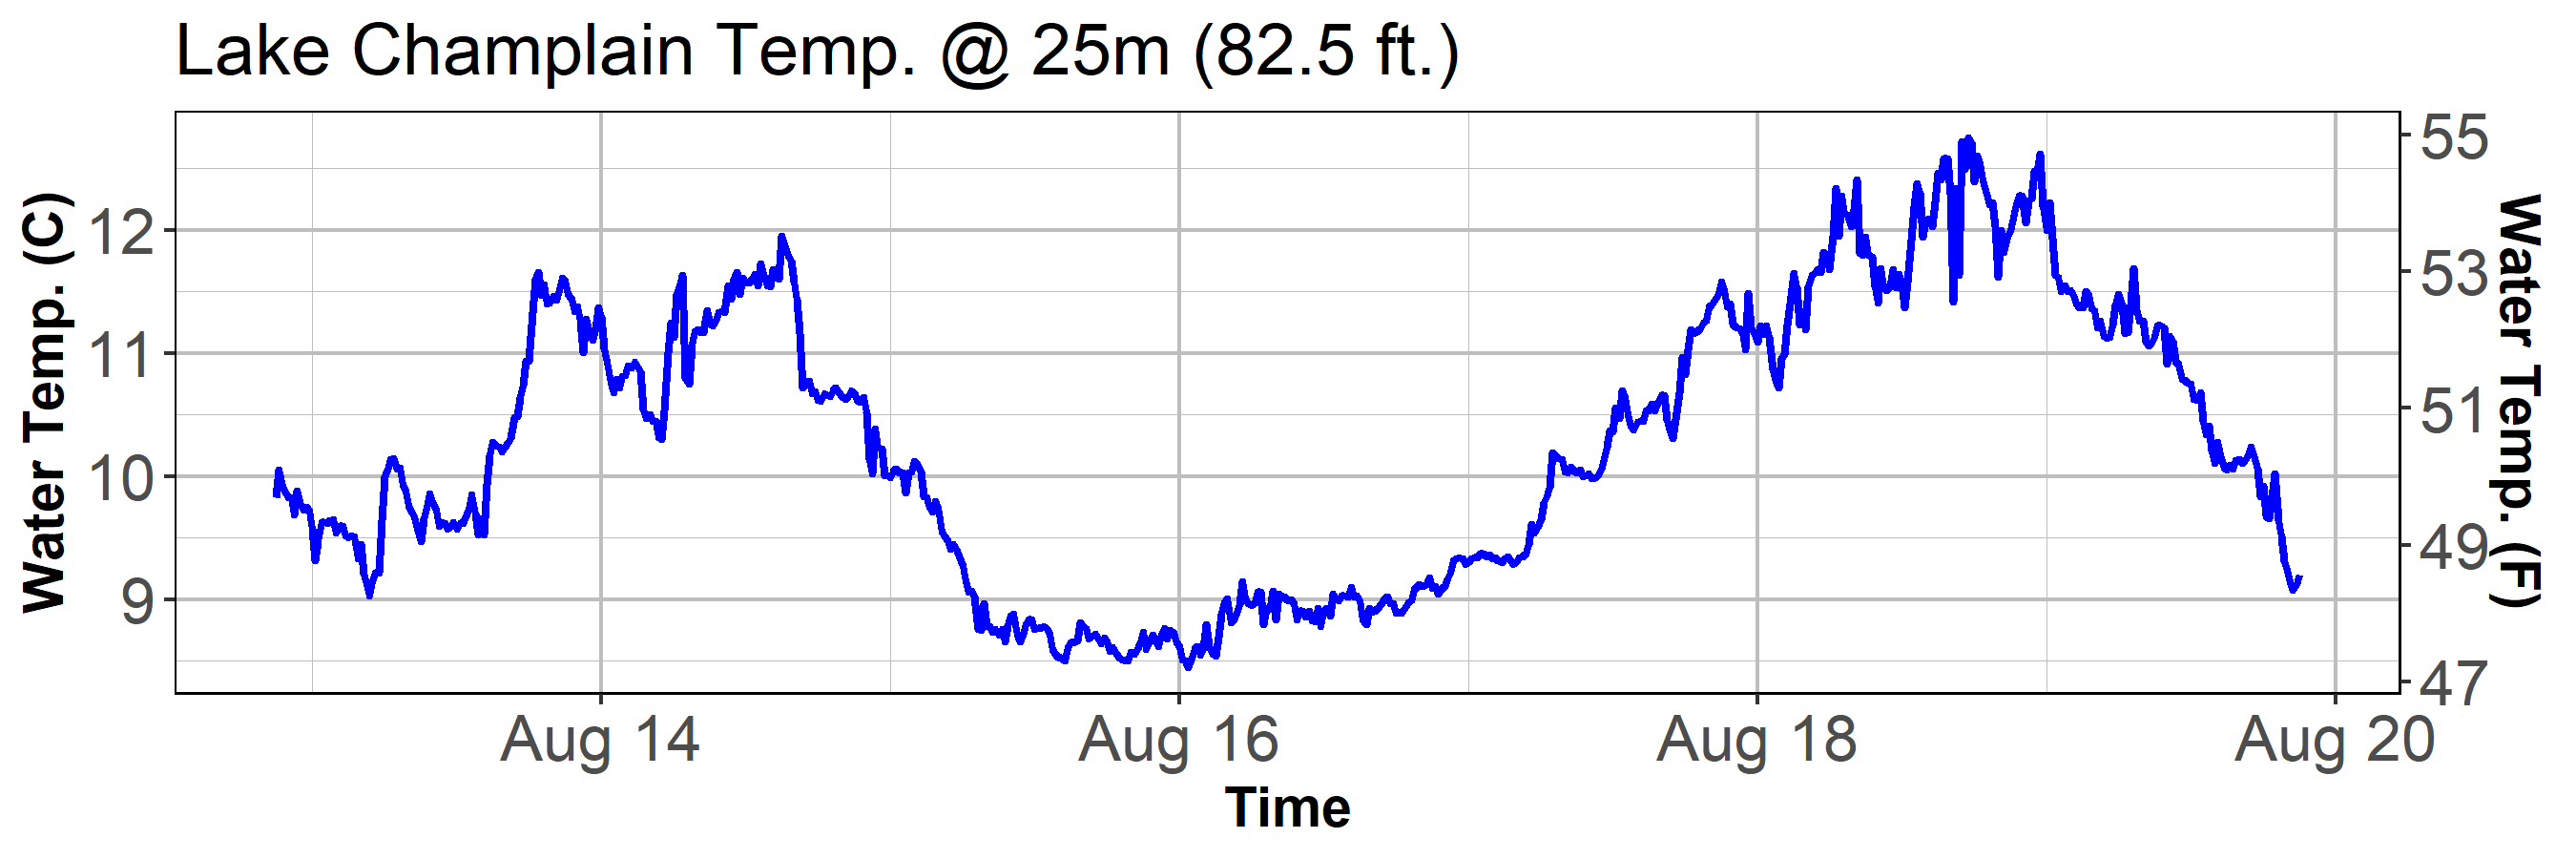 Lake Champlain Temp. @ 25m (82.5 ft.)
Water Temp. (C)
12
11
10
9
55
53
51
49
47
Water Temp. (F)
Aug 14
Aug 16
Aug 18
Aug 20
Time